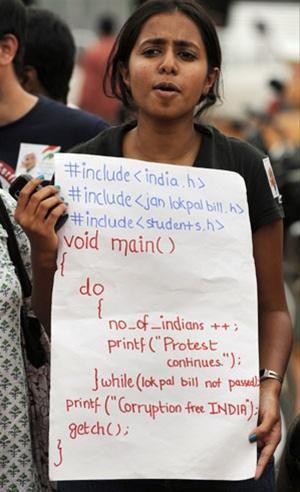 #include<india.h>
#include<jan lokpal bill.h>
#include<students.h>
void main()
{
do
{
no_of_indians ++;
printf("Protest
continues.");
}while(lokpal bill not passed);
printf("Corruption free INDIA");
getch();
}